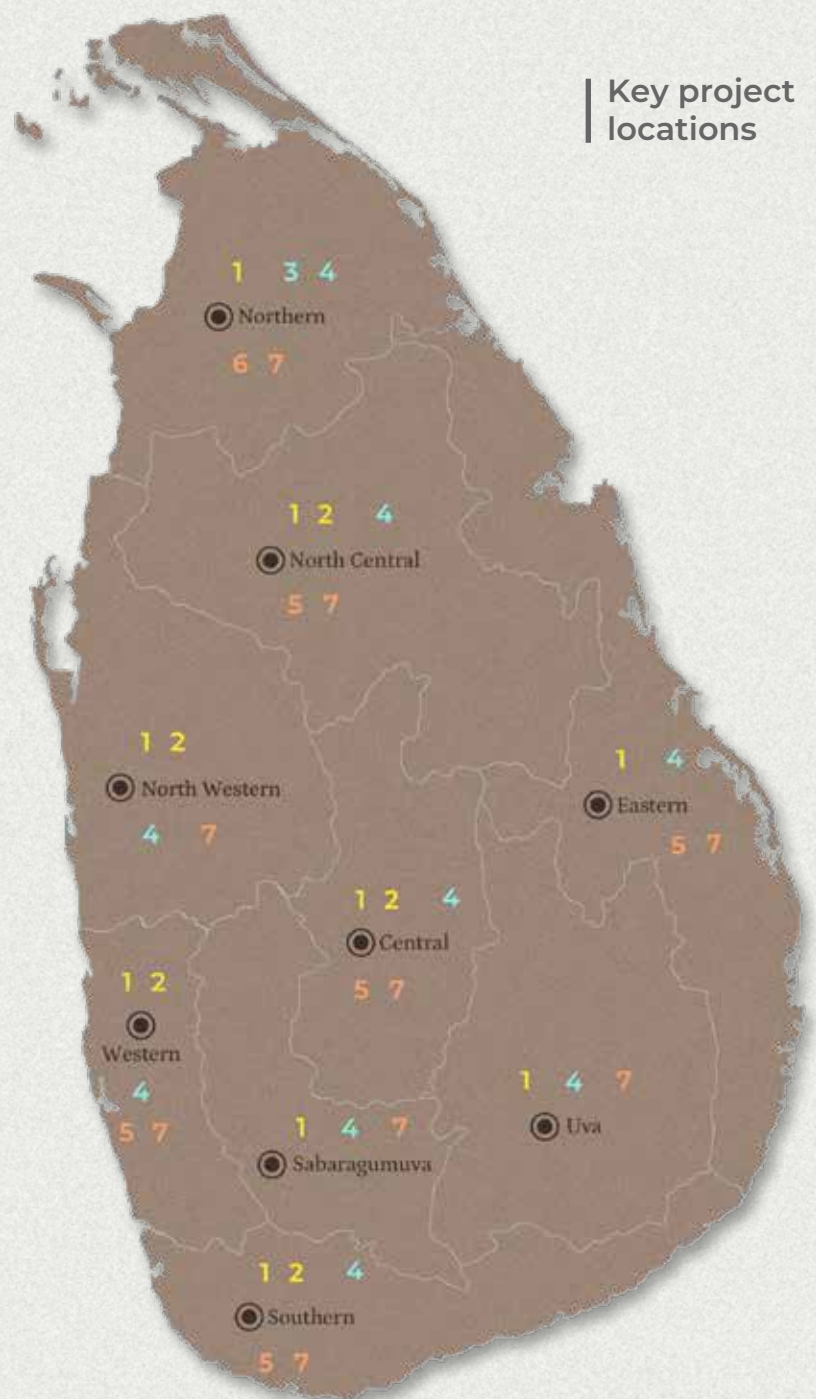 Key project
locations
1 3 4
Northern
6 7
1 2 4
North Central
5 7
1 2
North Western
4 7
1 4
Eastern
5 7
1 2 4
Central
5 7
1 2
Western
4
5 7
1 4 7
Uva
1 4 7
Sabaragumuva
1 2 4
Southern
5 7